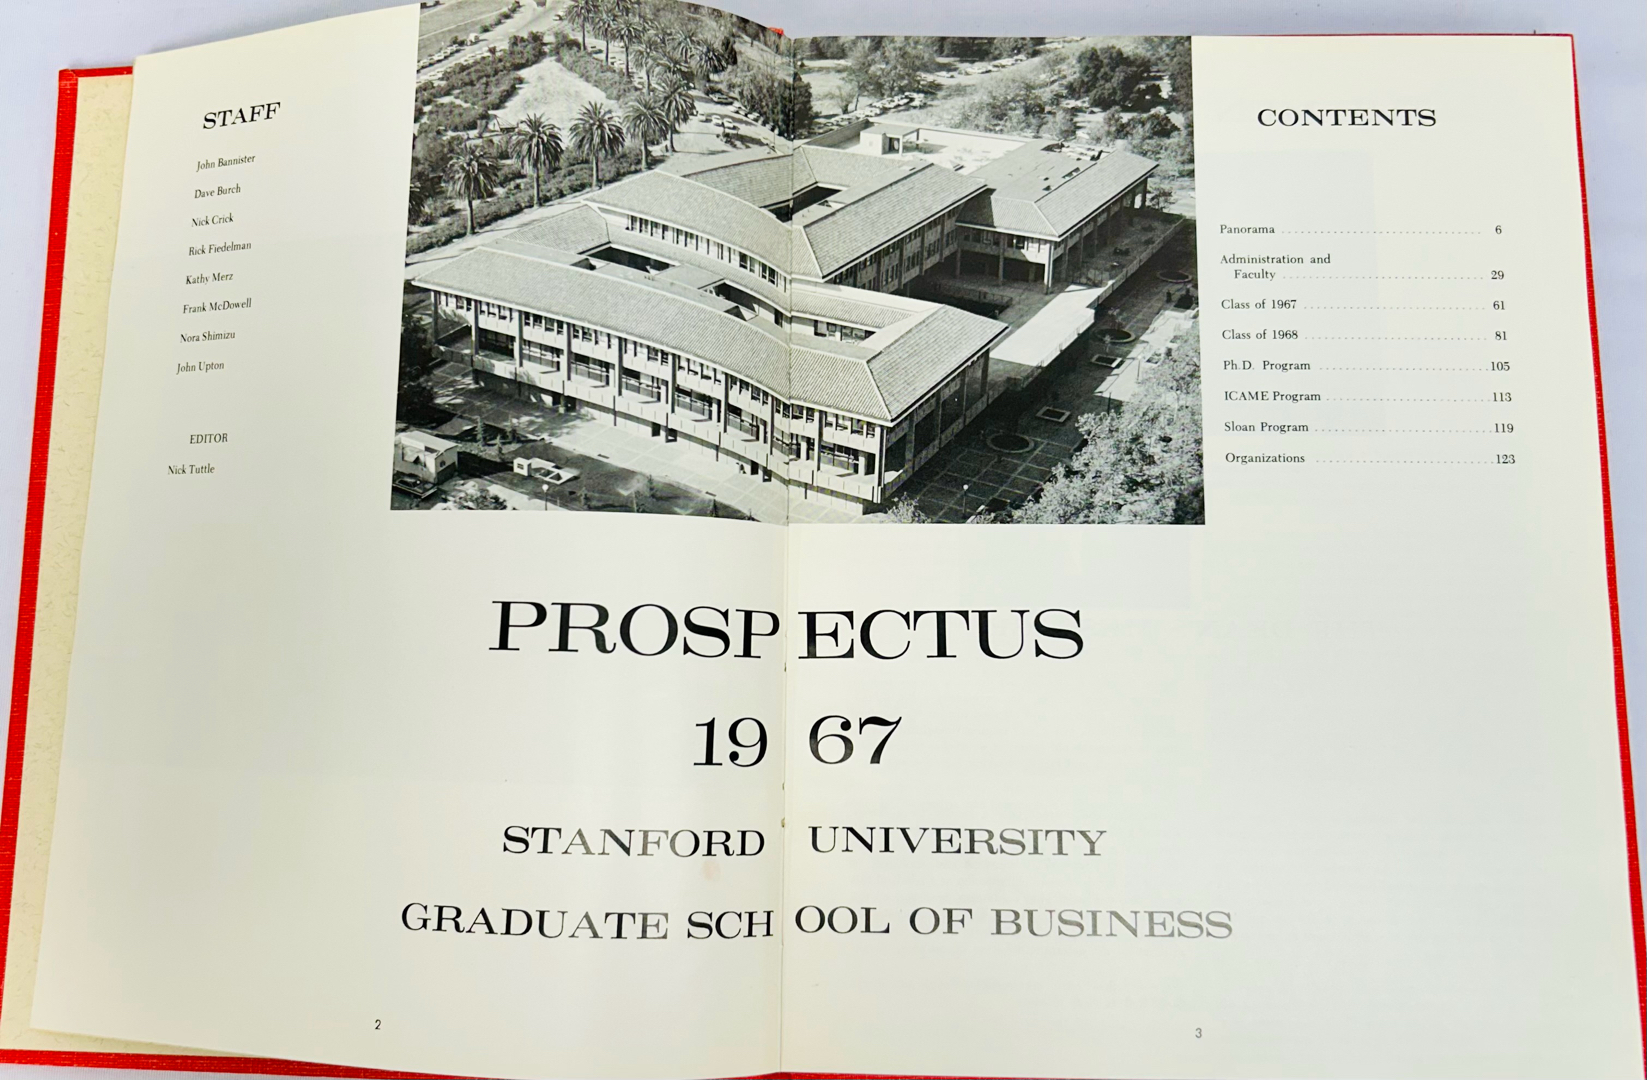 STAFF
John Bannister
Dave Burch
Nick Crick
Rick Fiedelman
Kathy Merz
Frank McDowell
Nora Shimizu
John Upton
EDITOR
Nick Tuttle
CONTENTS
Panorama 6
Administration and
Faculty 29
Class of 1967 61
Class of 1968 81
Ph.D. Program 105
ICAME Program 113
Sloan Program 119
Organizations 123
PROSPECTUS
1967
STANFORD UNIVERSITY
GRADUATE SCHOOL OF BUSINESS
2
3